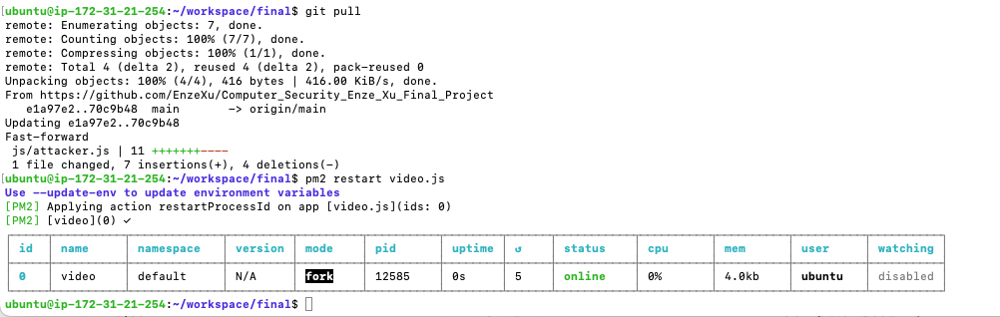 [ubuntu@ip-172-31-21-254:~/workspace/final$ git pull
remote: Enumerating objects: 7, done.
remote: Counting objects: 100% (7/7), done.
remote: Compressing objects: 100% (1/1), done.
remote: Total 4 (delta 2), reused 4 (delta 2), pack-reused 0
Unpacking objects: 100% (4/4), 416 bytes | 416.00 KiB/s, done.
From https://github.com/EnzeXu/Computer_Security_Enze_Xu_Final_Project
   e1a97e2..70c9b48  main       -> origin/main
Updating e1a97e2..70c9b48
Fast-forward
 js/attacker.js | 11 +++++++----
 1 file changed, 7 insertions(+), 4 deletions(-)
[ubuntu@ip-172-31-21-254:~/workspace/final$ pm2 restart video.js
Use --update-env to update environment variables
[PM2] Applying action restartProcessId on app [video.js](ids: 0)
[PM2] [video](0) ✓
id name namespace version mode pid uptime ↺ status cpu mem user watching
0 video default N/A fork 12585 0s 5 online 0% 4.0kb ubuntu disabled
ubuntu@ip-172-31-21-254:~/workspace/final$